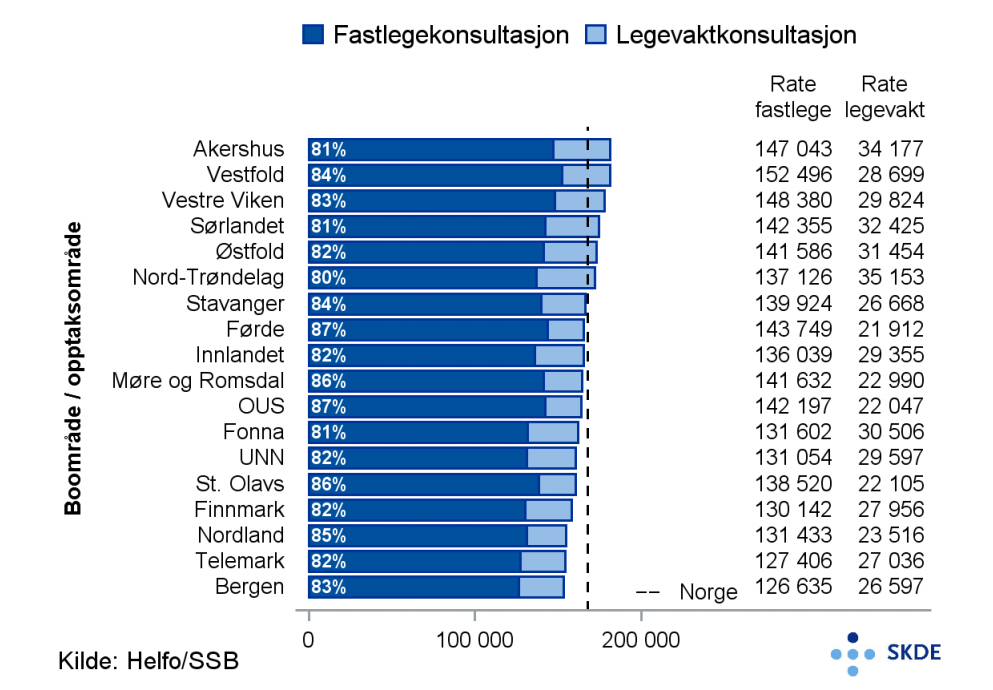 Fastlegekonsultasjon Legevaktkonsultasjon
Rate Rate
fastlege legevakt
Akershus 81% 147 043 34 177
Vestfold 84% 152 496 28 699
Vestre Viken 83% 148 380 29 824
Sørlandet 81% 142 355 32 425
Østfold 82% 141 586 31 454
Nord-Trøndelag 80% 137 126 35 153
Stavanger 84% 139 924 26 668
Førde 87% 143 749 21 912
Innlandet 82% 136 039 29 355
Møre og Romsdal 86% 141 632 22 990
OUS 87% 142 197 22 047
Fonna 81% 131 602 30 506
UNN 82% 131 054 29 597
St. Olavs 86% 138 520 22 105
Finnmark 82% 130 142 27 956
Nordland 85% 131 433 23 516
Telemark 82% 127 406 27 036
Bergen 83% Norge 126 635 26 597
Boområde / opptaksområde
0 100 000 200 000
Kilde: Helfo/SSB
SKDE